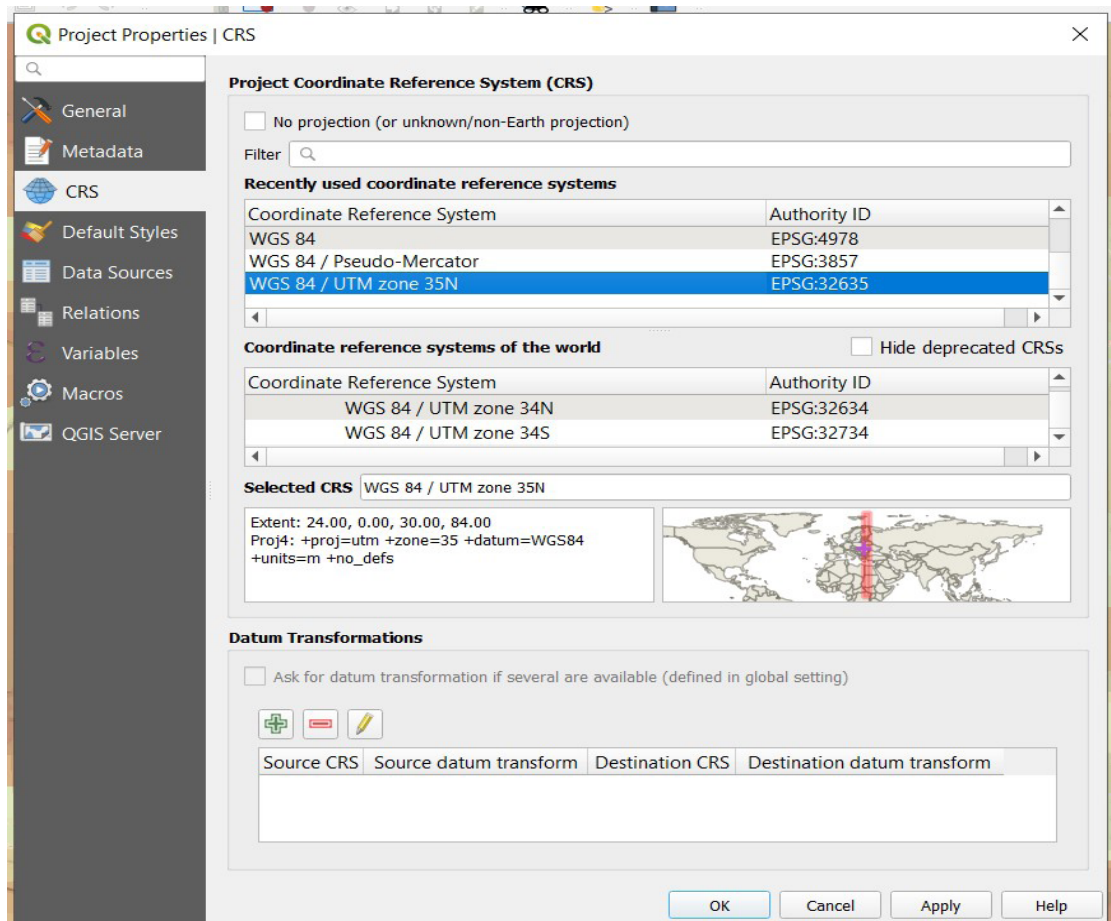 Project Properties | CRS
General
Metadata
CRS
Default Styles
Data Sources
Relations
Variables
Macros
QGIS Server
Project Coordinate Reference System (CRS)
No projection (or unknown/non-Earth projection)
Filter
Recently used coordinate reference systems
Coordinate Reference System Authority ID
WGS 84 EPSG:4978
WGS 84 / Pseudo-Mercator EPSG:3857
WGS 84 / UTM zone 35N EPSG:32635
Coordinate reference systems of the world Hide deprecated CRSs
Coordinate Reference System Authority ID
WGS 84 / UTM zone 34N EPSG:32634
WGS 84 / UTM zone 34S EPSG:32734
Selected CRS WGS 84 / UTM zone 35N
Extent: 24.00, 0.00, 30.00, 84.00
Proj4: +proj=utm +zone=35 +datum=WGS84
+units=m +no_defs
Datum Transformations
Ask for datum transformation if several are available (defined in global setting)
Source CRS Source datum transform Destination CRS Destination datum transform
OK Cancel Apply Help